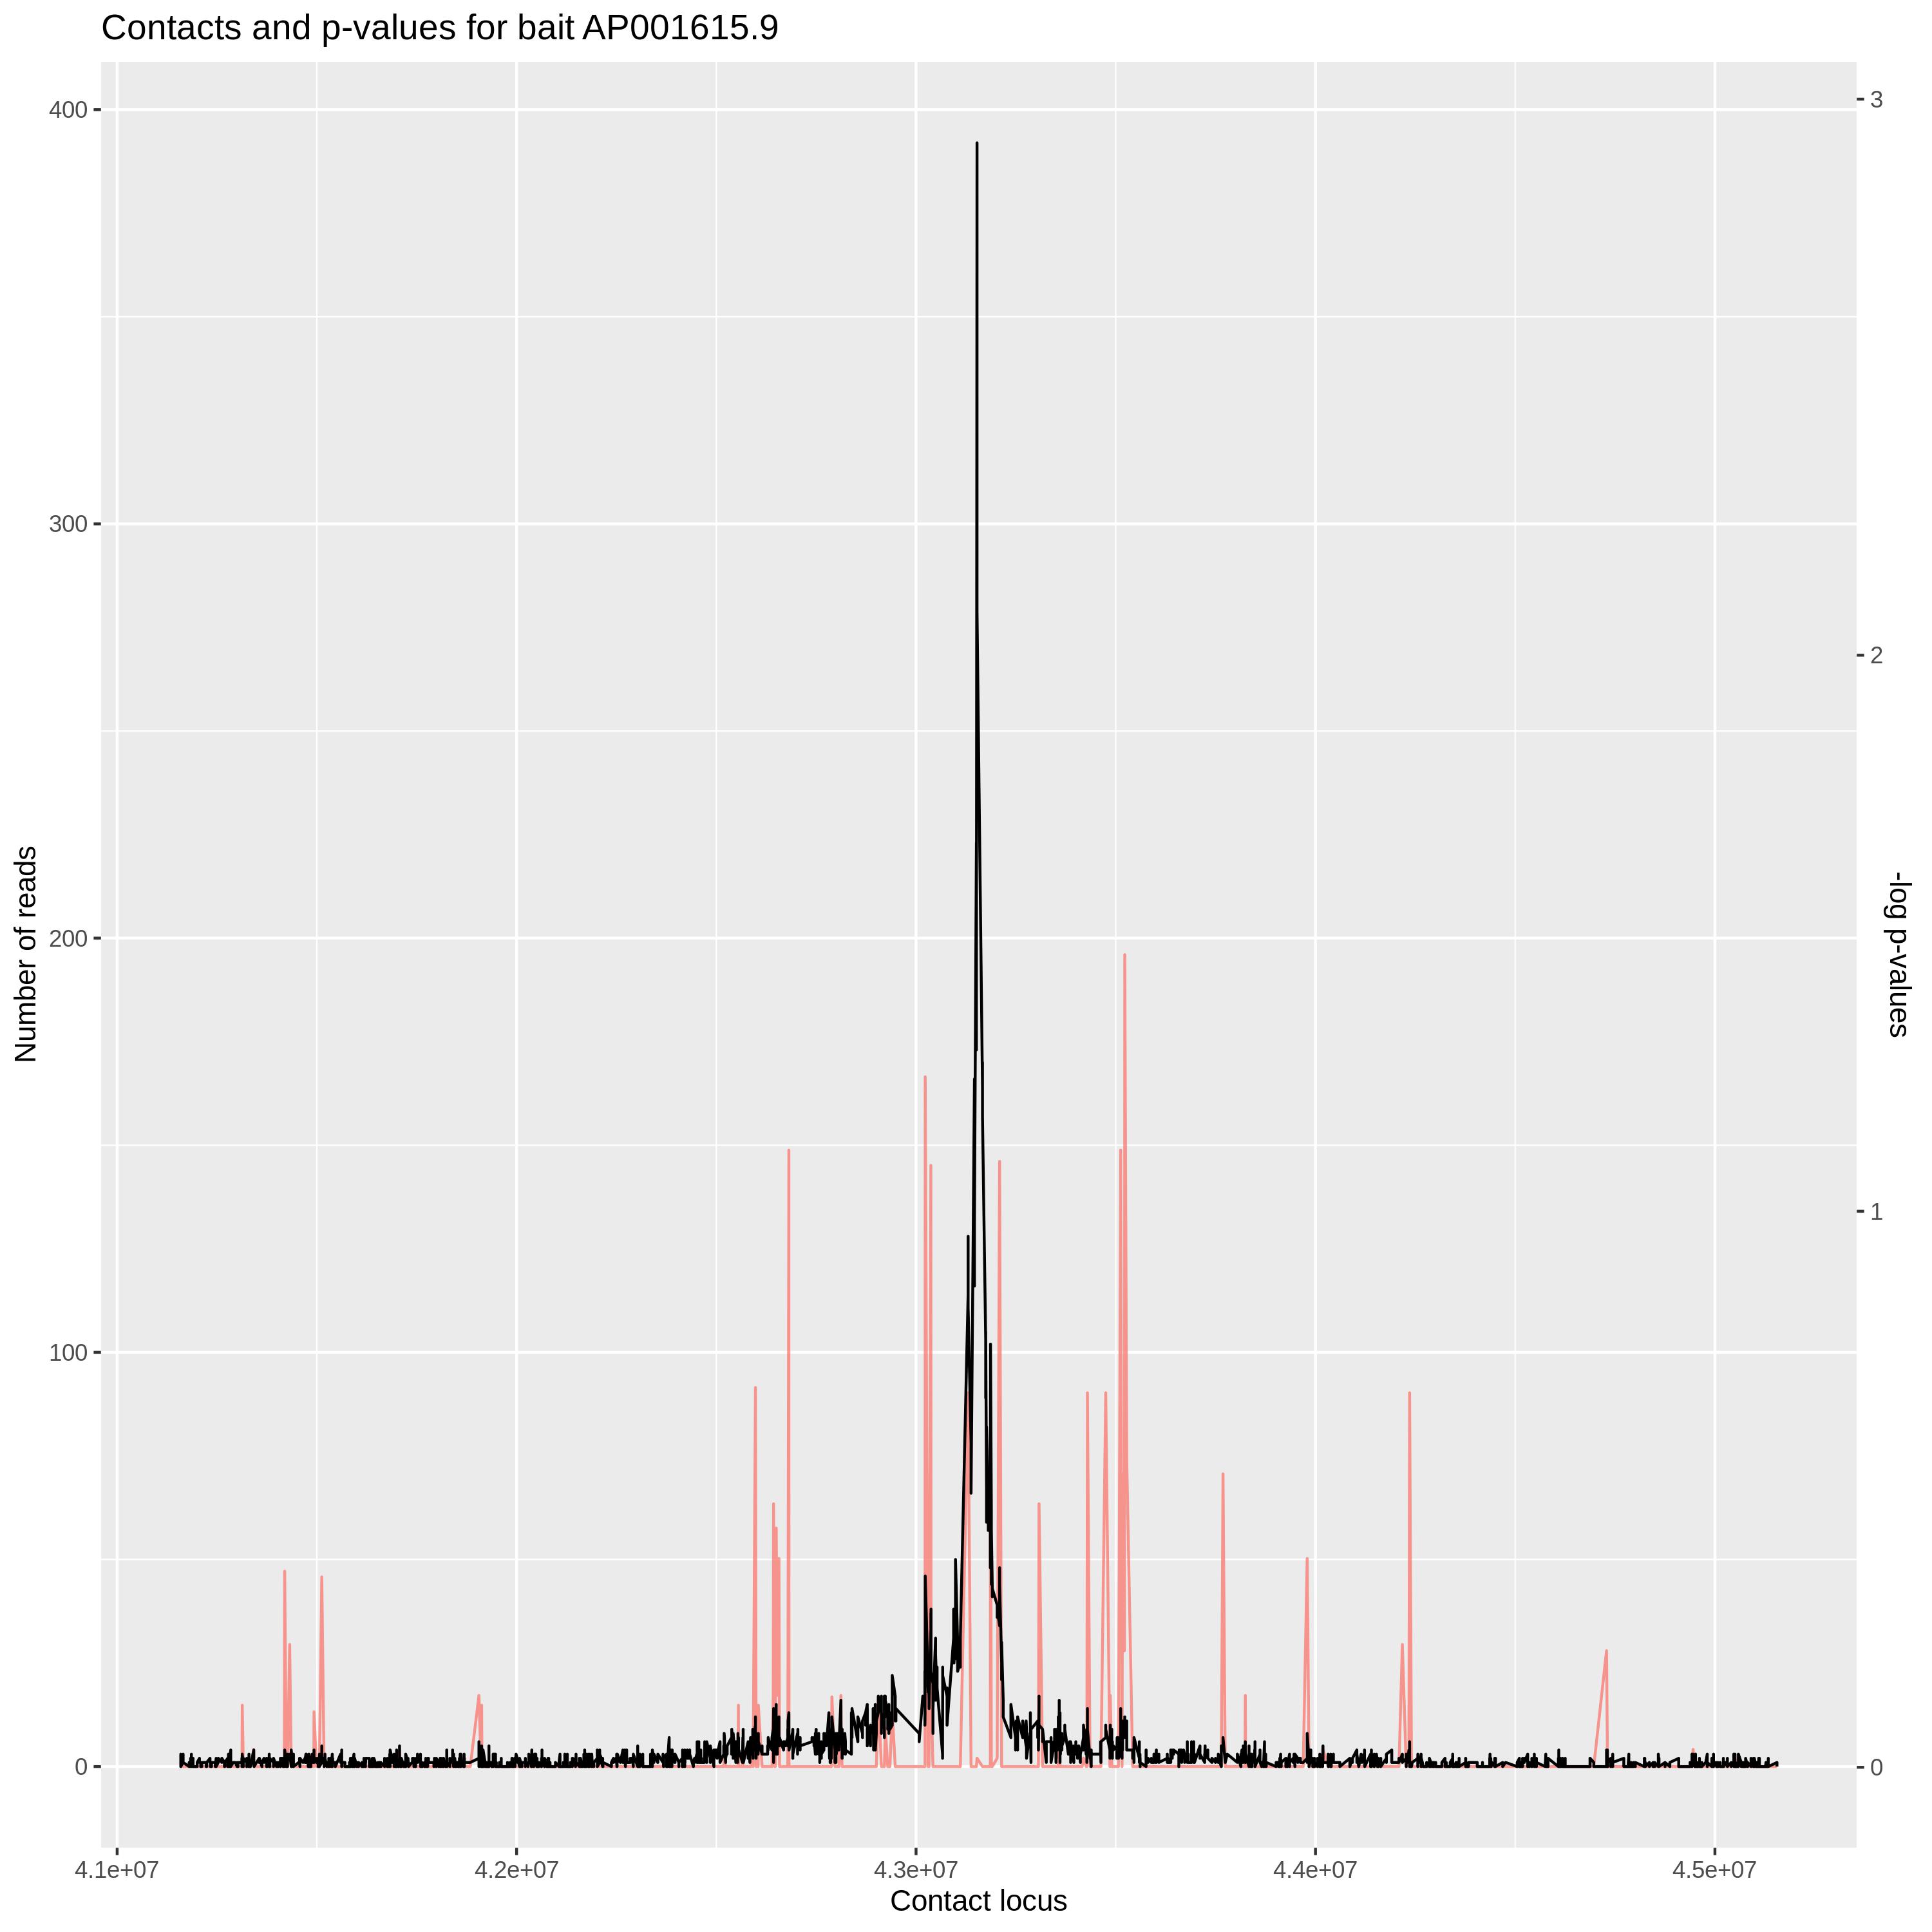 Contacts and p-values for bait AP001615.9
400
300
200
100
0
Number of reads
3
2
1
0
-log p-values
4.1e+07 4.2e+07 4.3e+07 4.4e+07 4.5e+07
Contact locus